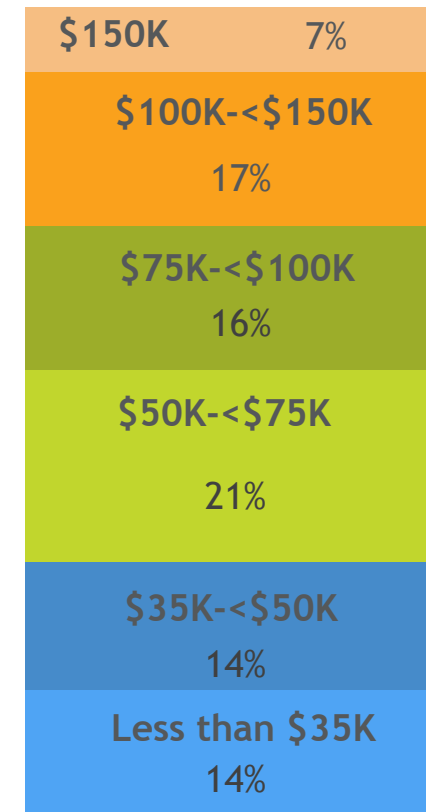 $150K 7%
$100K-<$150K
17%
$75K-<$100K
16%
$50K-<$75K
21%
$35K-<$50K
14%
Less than $35K
14%